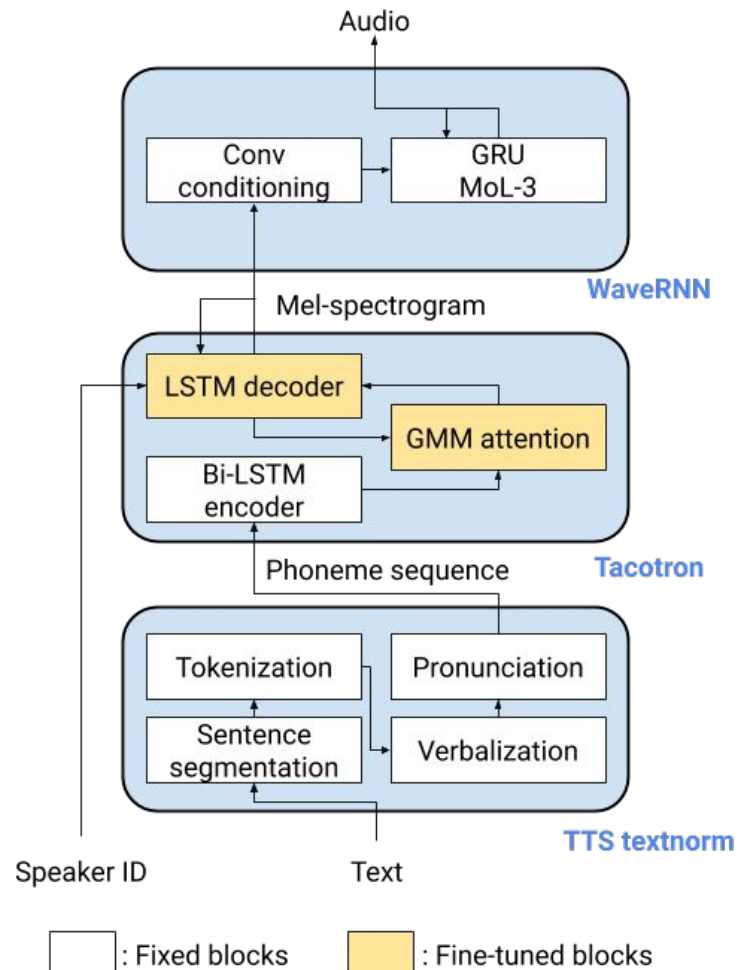 Audio
Conv
conditioning
GRU
MoL-3
WaveRNN
Mel-spectrogram
LSTM decoder
GMM attention
Bi-LSTM
encoder
Tacotron
Phoneme sequence
Tokenization
Pronunciation
Sentence
segmentation
Verbalization
TTS textnorm
Speaker ID
Text
: Fixed blocks
: Fine-tuned blocks